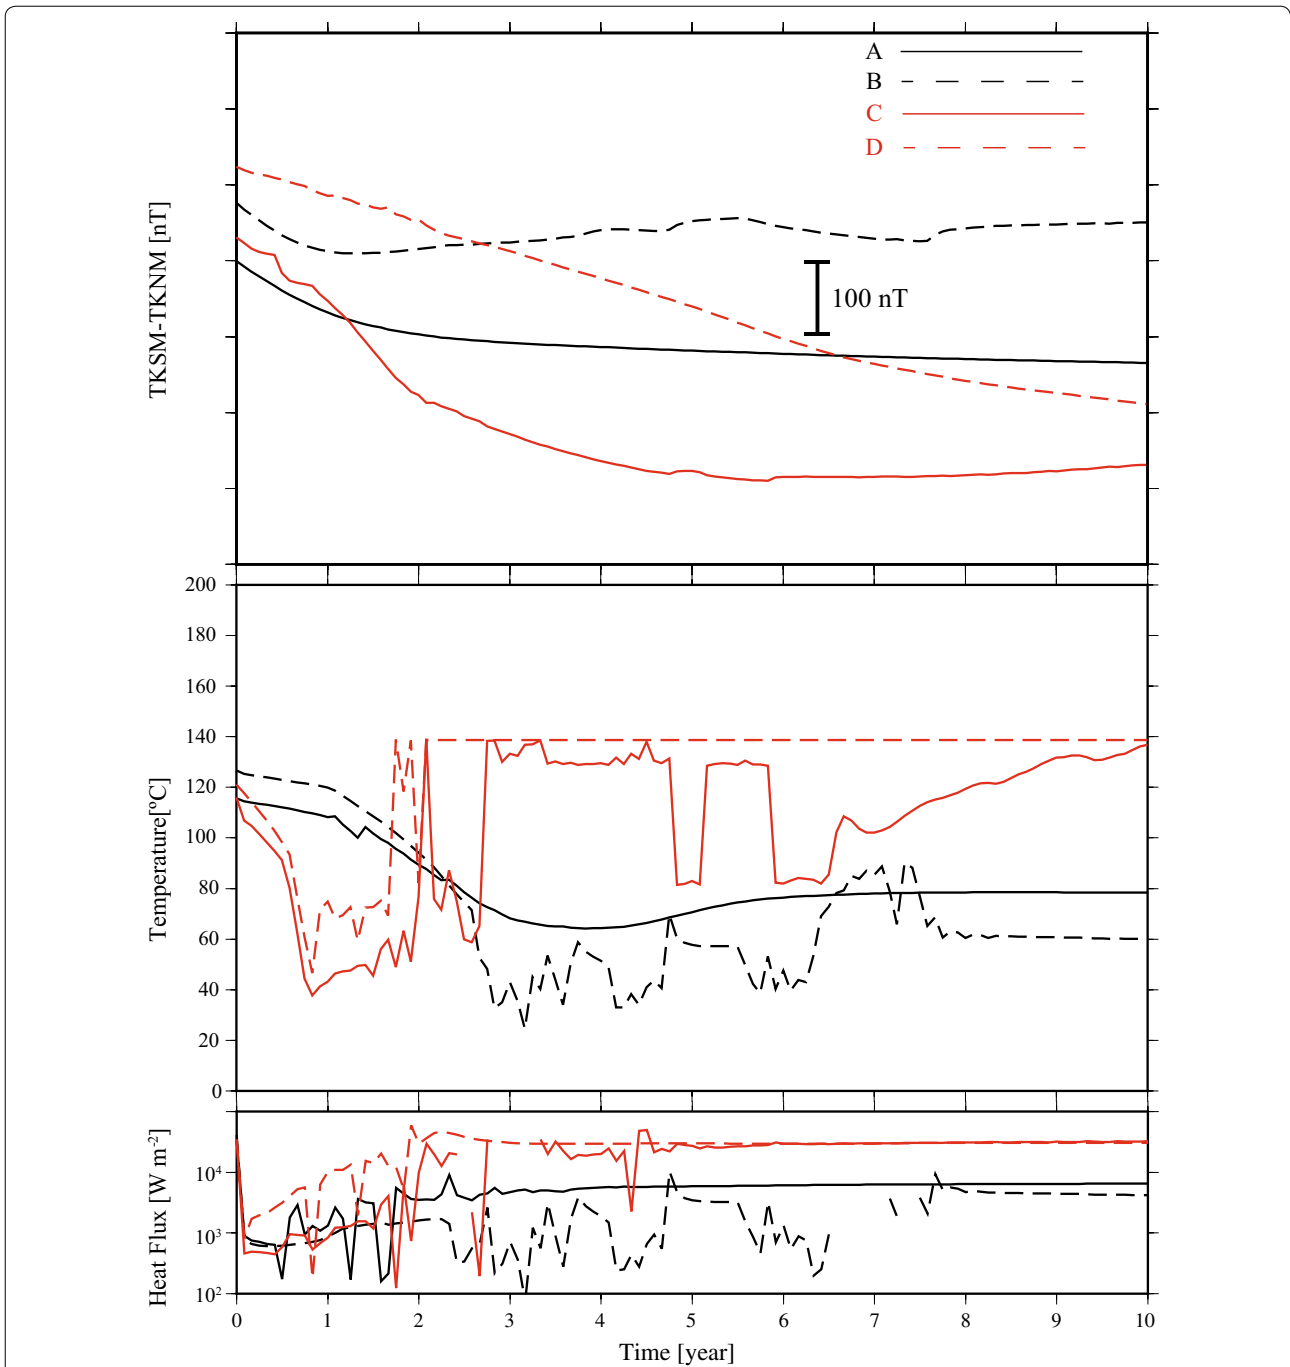 A
B
C
D
TKSM-TKNM [nT]
100 nT
200
180
160
140
120
100
80
60
40
20
0
Temperature[°C]
10⁴
10³
10²
Heat Flux [W m⁻²]
0 1 2 3 4 5 6 7 8 9 10
Time [year]